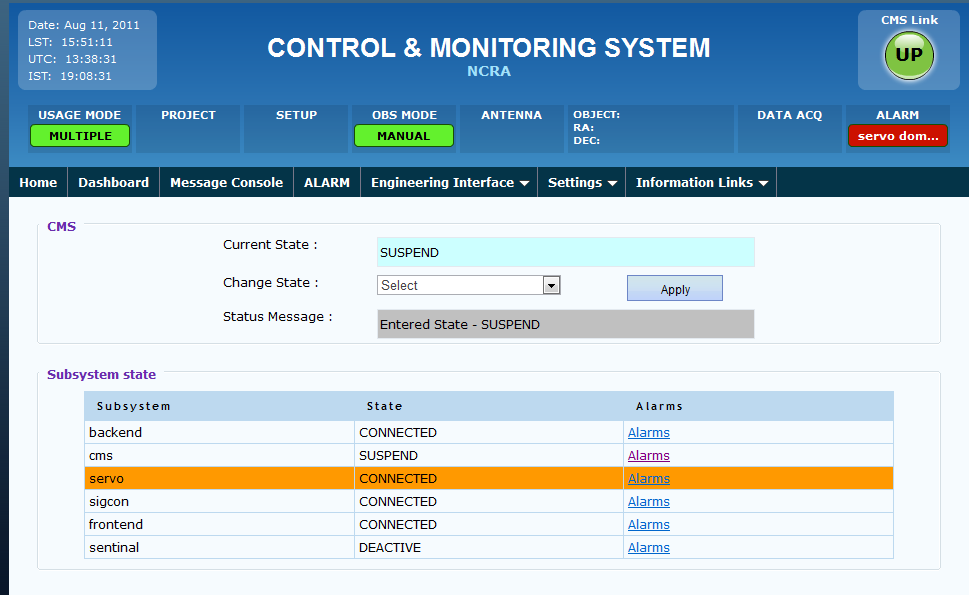 Date: Aug 11, 2011
LST: 15:51:11
UTC: 13:38:31
IST: 19:08:31
CONTROL & MONITORING SYSTEM
NCRA
CMS Link
UP
USAGE MODE
MULTIPLE
PROJECT
SETUP
OBS MODE
MANUAL
ANTENNA
OBJECT:
RA:
DEC:
DATA ACQ
ALARM
servo dom...
Home Dashboard Message Console ALARM Engineering Interface Settings Information Links
CMS
Current State : SUSPEND
Change State : Select Apply
Status Message : Entered State - SUSPEND
Subsystem state
Subsystem State Alarms
backend CONNECTED Alarms
cms SUSPEND Alarms
servo CONNECTED Alarms
sigcon CONNECTED Alarms
frontend CONNECTED Alarms
sentinal DEACTIVE Alarms